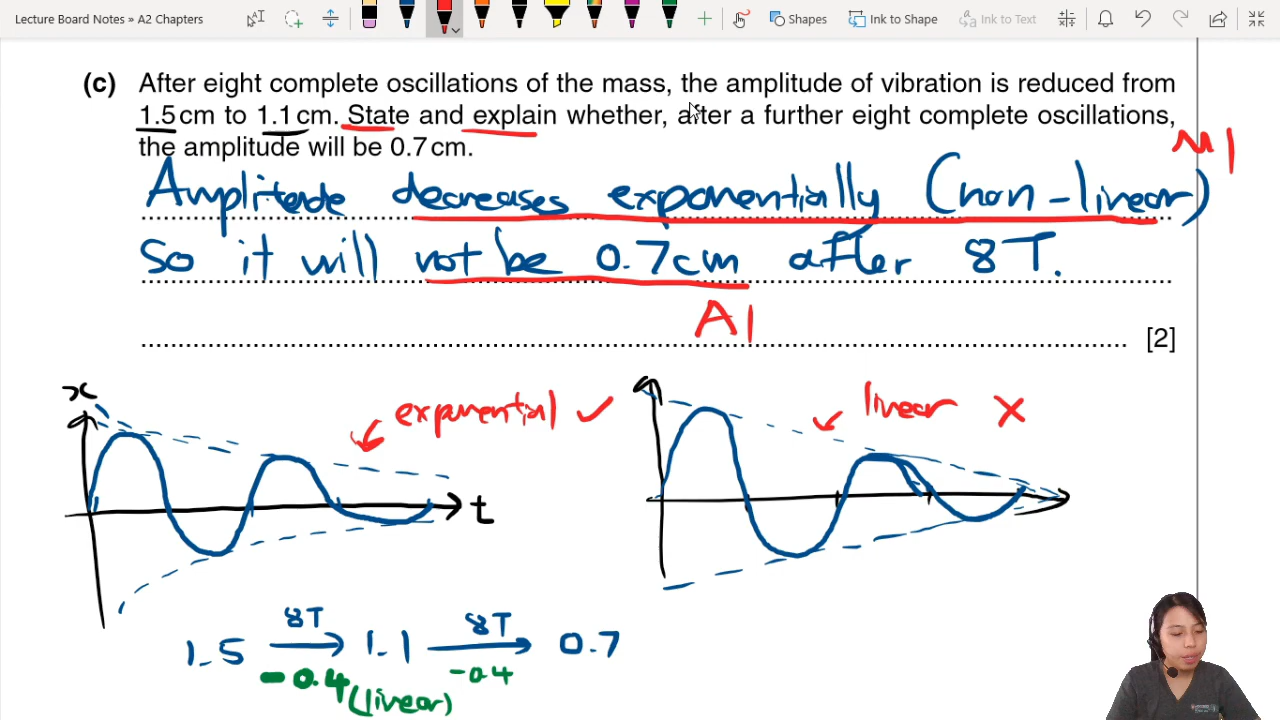 Lecture Board Notes » A2 Chapters
Shapes
Ink to Shape
Ink to Text
(c) After eight complete oscillations of the mass, the amplitude of vibration is reduced from
1.5 cm to 1.1 cm. State and explain whether, after a further eight complete oscillations,
the amplitude will be 0.7 cm.
M1
Amplitude decreases exponentially (non-linear)
so it will not be 0.7cm after 8T.
A1
[2]
x
exponential ✓
linear X
t
8T 8T
1.5 → 1.1 → 0.7
-0.4 (linear) -0.4